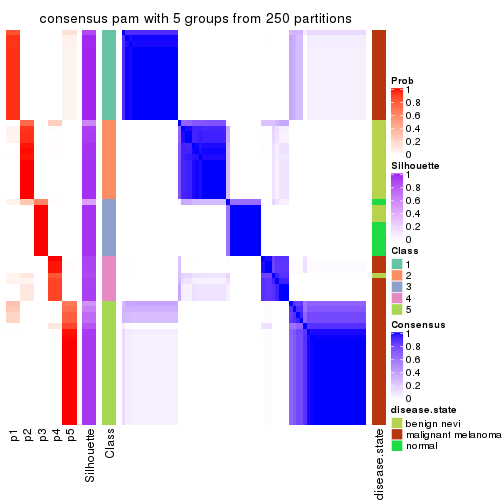 consensus pam with 5 groups from 250 partitions
Prob
1
0.8
0.6
0.4
0.2
0
Silhouette
1
0.8
0.6
0.4
0.2
0
Class
1
2
3
4
5
Consensus
1
0.8
0.6
0.4
0.2
0
disease.state
benign nevi
malignant melanoma
normal
p1
p2
p3
p4
p5
Silhouette
Class
disease.state